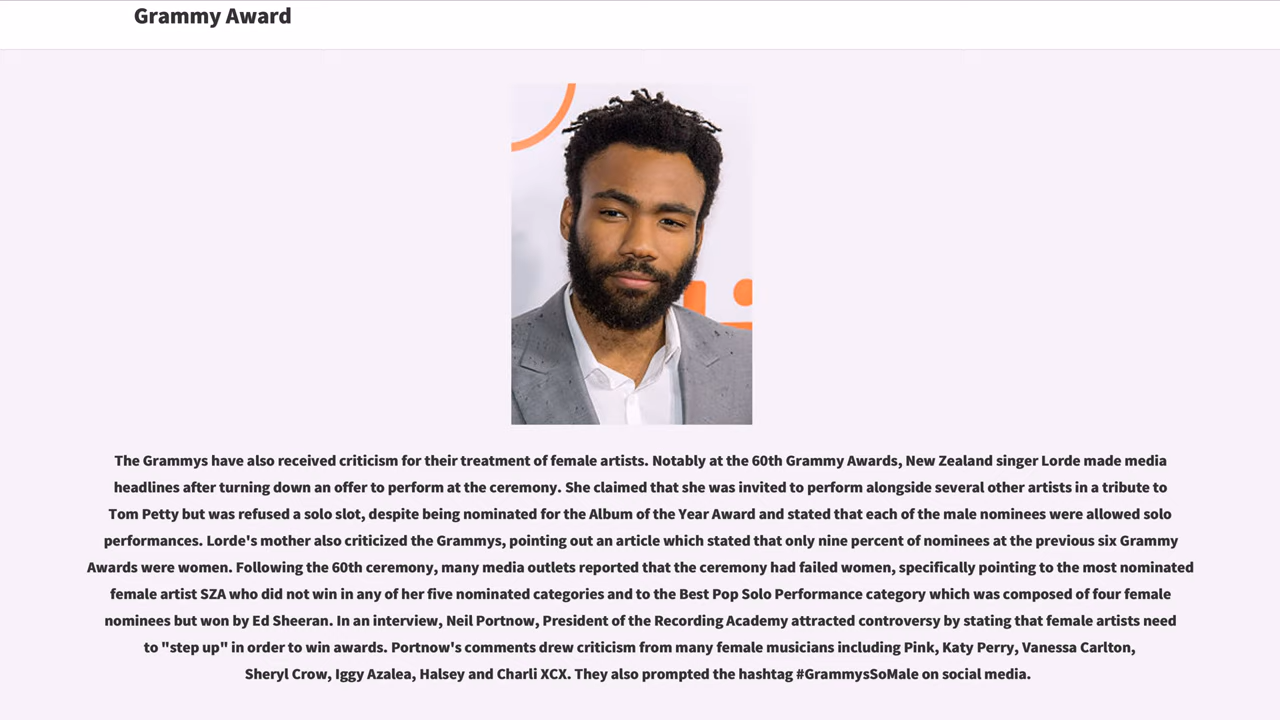 Grammy Award
The Grammys have also received criticism for their treatment of female artists. Notably at the 60th Grammy Awards, New Zealand singer Lorde made media
headlines after turning down an offer to perform at the ceremony. She claimed that she was invited to perform alongside several other artists in a tribute to
Tom Petty but was refused a solo slot, despite being nominated for the Album of the Year Award and stated that each of the male nominees were allowed solo
performances. Lorde's mother also criticized the Grammys, pointing out an article which stated that only nine percent of nominees at the previous six Grammy
Awards were women. Following the 60th ceremony, many media outlets reported that the ceremony had failed women, specifically pointing to the most nominated
female artist SZA who did not win in any of her five nominated categories and to the Best Pop Solo Performance category which was composed of four female
nominees but won by Ed Sheeran. In an interview, Neil Portnow, President of the Recording Academy attracted controversy by stating that female artists need
to "step up" in order to win awards. Portnow's comments drew criticism from many female musicians including Pink, Katy Perry, Vanessa Carlton,
Sheryl Crow, Iggy Azalea, Halsey and Charli XCX. They also prompted the hashtag #GrammysSoMale on social media.